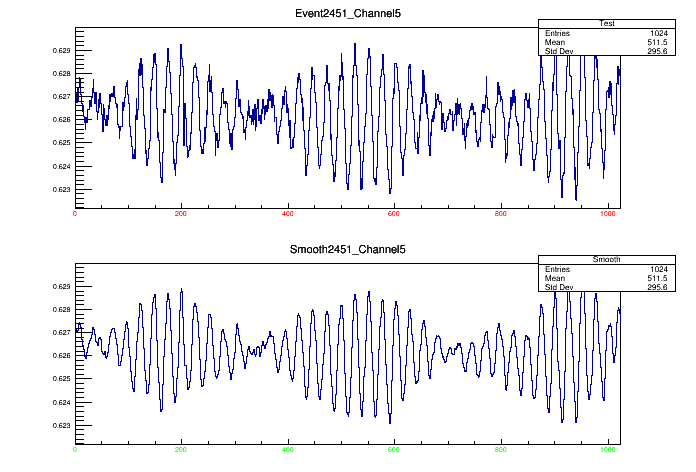 Event2451_Channel5
Test
Entries 1024
Mean 511.5
Std Dev 295.6
0.629
0.628
0.627
0.626
0.625
0.624
0.623
0 200 400 600 800 1000
Smooth2451_Channel5
Smooth
Entries 1024
Mean 511.5
Std Dev 295.6
0.629
0.628
0.627
0.626
0.625
0.624
0.623
0 200 400 600 800 1000